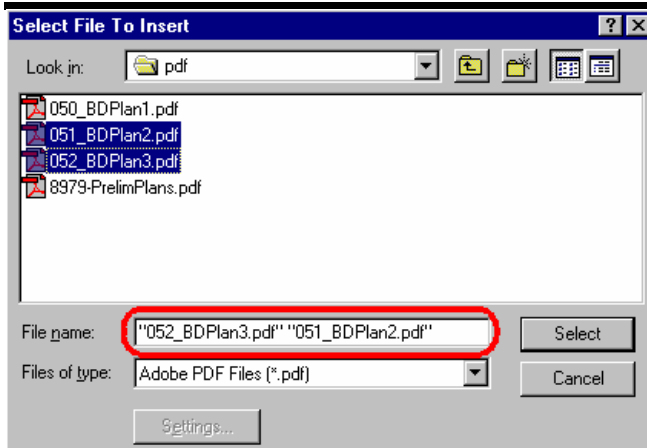 Select File To Insert
Look in: pdf
050_BDPlan1.pdf
051_BDPlan2.pdf
052_BDPlan3.pdf
8979-PrelimPlans.pdf
File name: "052_BDPlan3.pdf" "051_BDPlan2.pdf" Select
Files of type: Adobe PDF Files (*.pdf) Cancel
Settings...